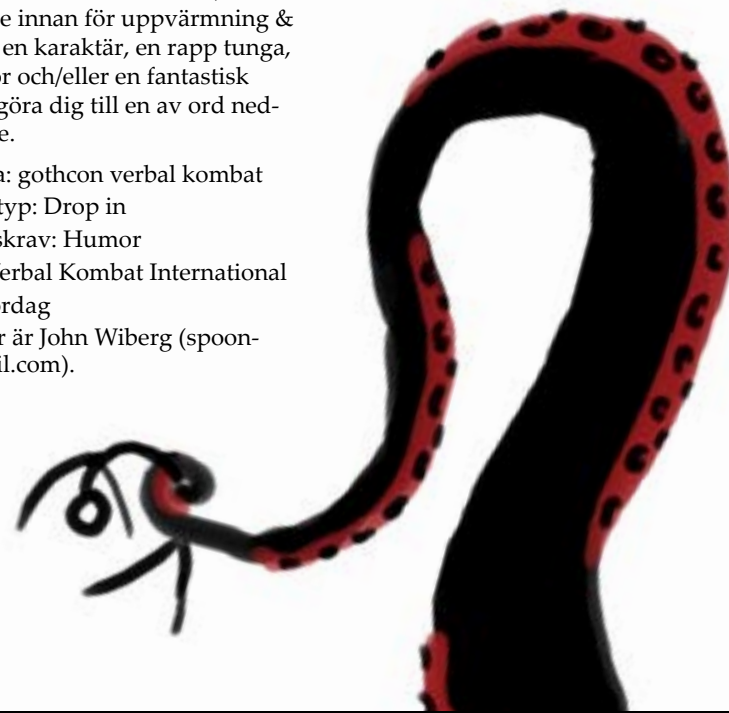 e innan för uppvärmning &
en karaktär, en rapp tunga,
r och/eller en fantastisk
göra dig till en av ord ned-
e.
a: gothcon verbal kombat
typ: Drop in
skrav: Humor
erbal Kombat International
rdag
r är John Wiberg (spoon-
il.com).